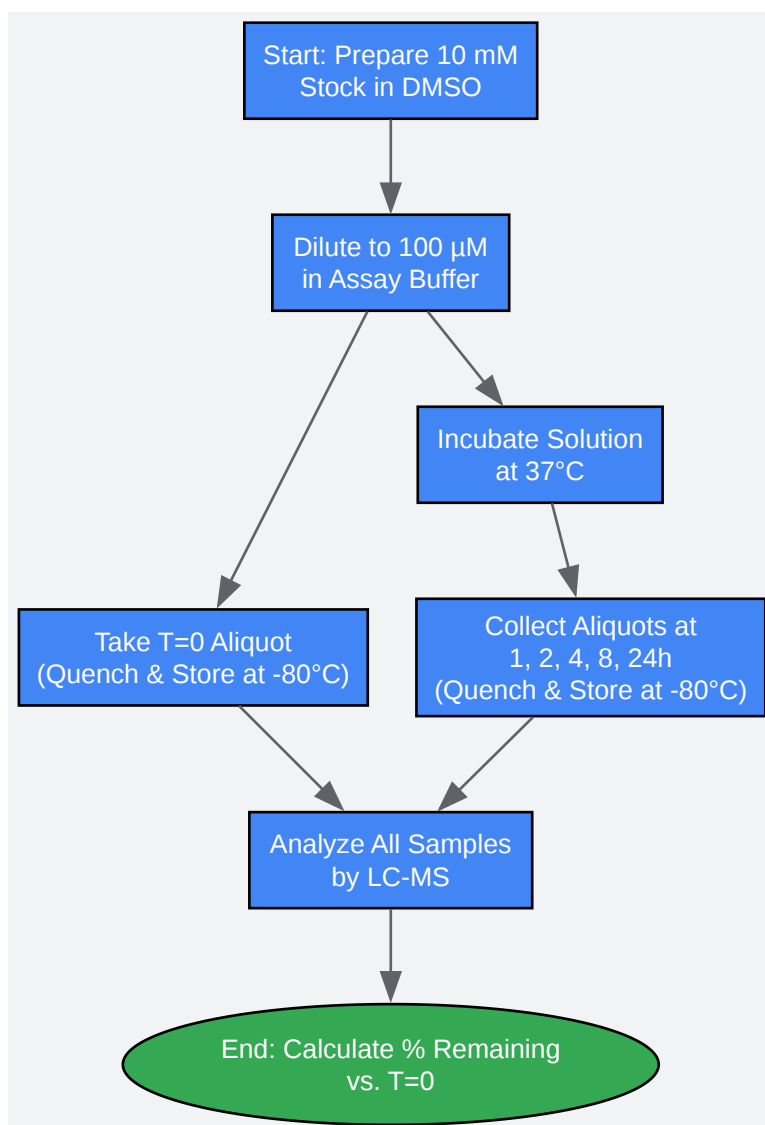 Start: Prepare 10 mM
Stock in DMSO
Dilute to 100 µM
in Assay Buffer
Incubate Solution
at 37°C
Take T=0 Aliquot
(Quench & Store at -80°C)
Collect Aliquots at
1, 2, 4, 8, 24h
(Quench & Store at -80°C)
Analyze All Samples
by LC-MS
End: Calculate % Remaining
vs. T=0